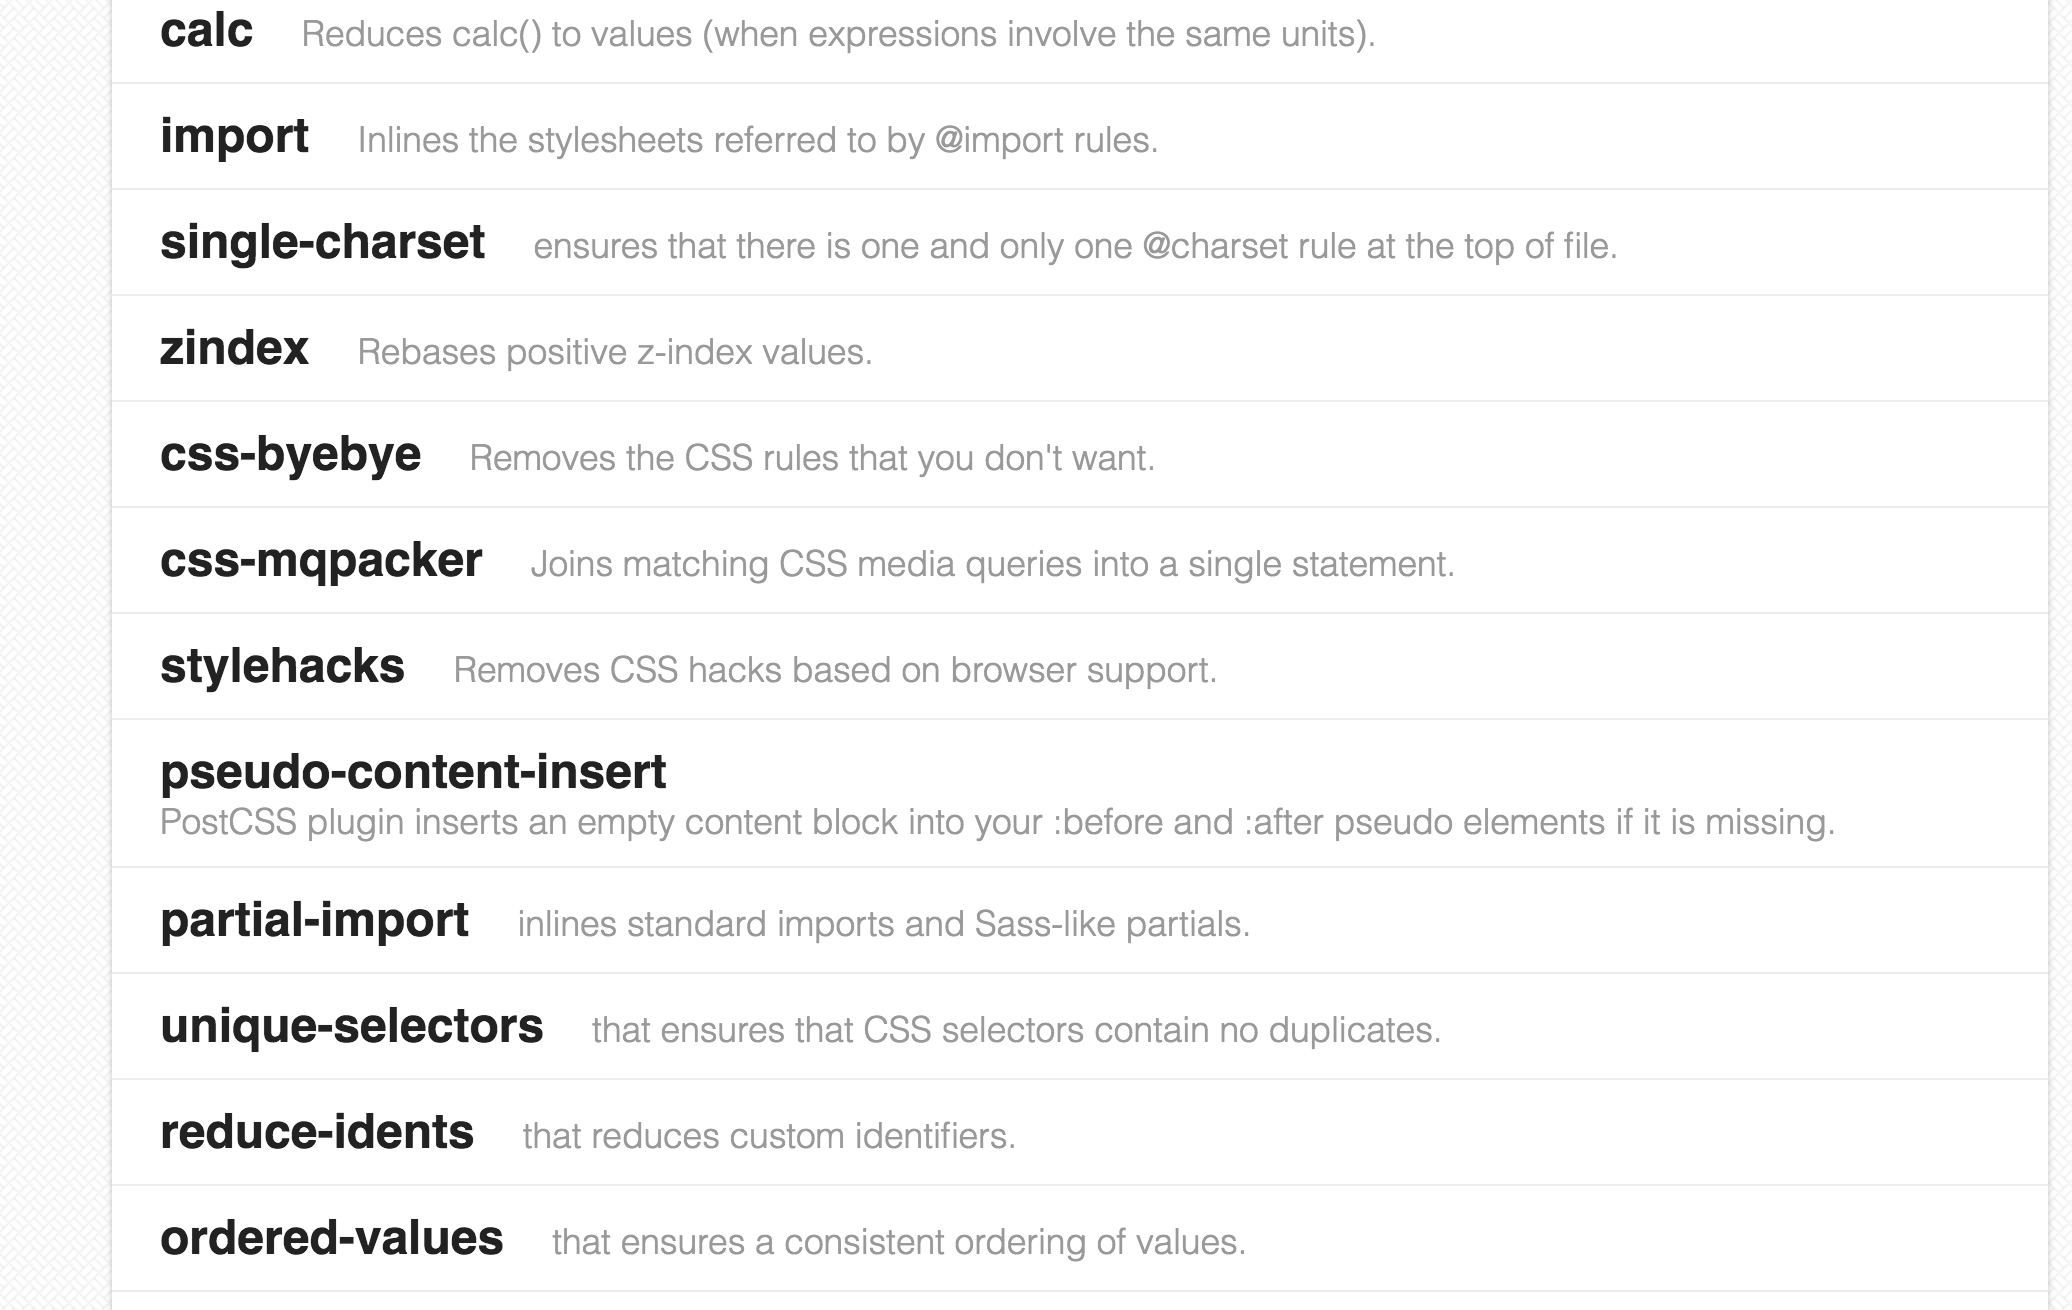 calc Reduces calc() to values (when expressions involve the same units).
import Inlines the stylesheets referred to by @import rules.
single-charset ensures that there is one and only one @charset rule at the top of file.
zindex Rebases positive z-index values.
css-byebye Removes the CSS rules that you don't want.
css-mqpacker Joins matching CSS media queries into a single statement.
stylehacks Removes CSS hacks based on browser support.
pseudo-content-insert
PostCSS plugin inserts an empty content block into your :before and :after pseudo elements if it is missing.
partial-import inlines standard imports and Sass-like partials.
unique-selectors that ensures that CSS selectors contain no duplicates.
reduce-idents that reduces custom identifiers.
ordered-values that ensures a consistent ordering of values.